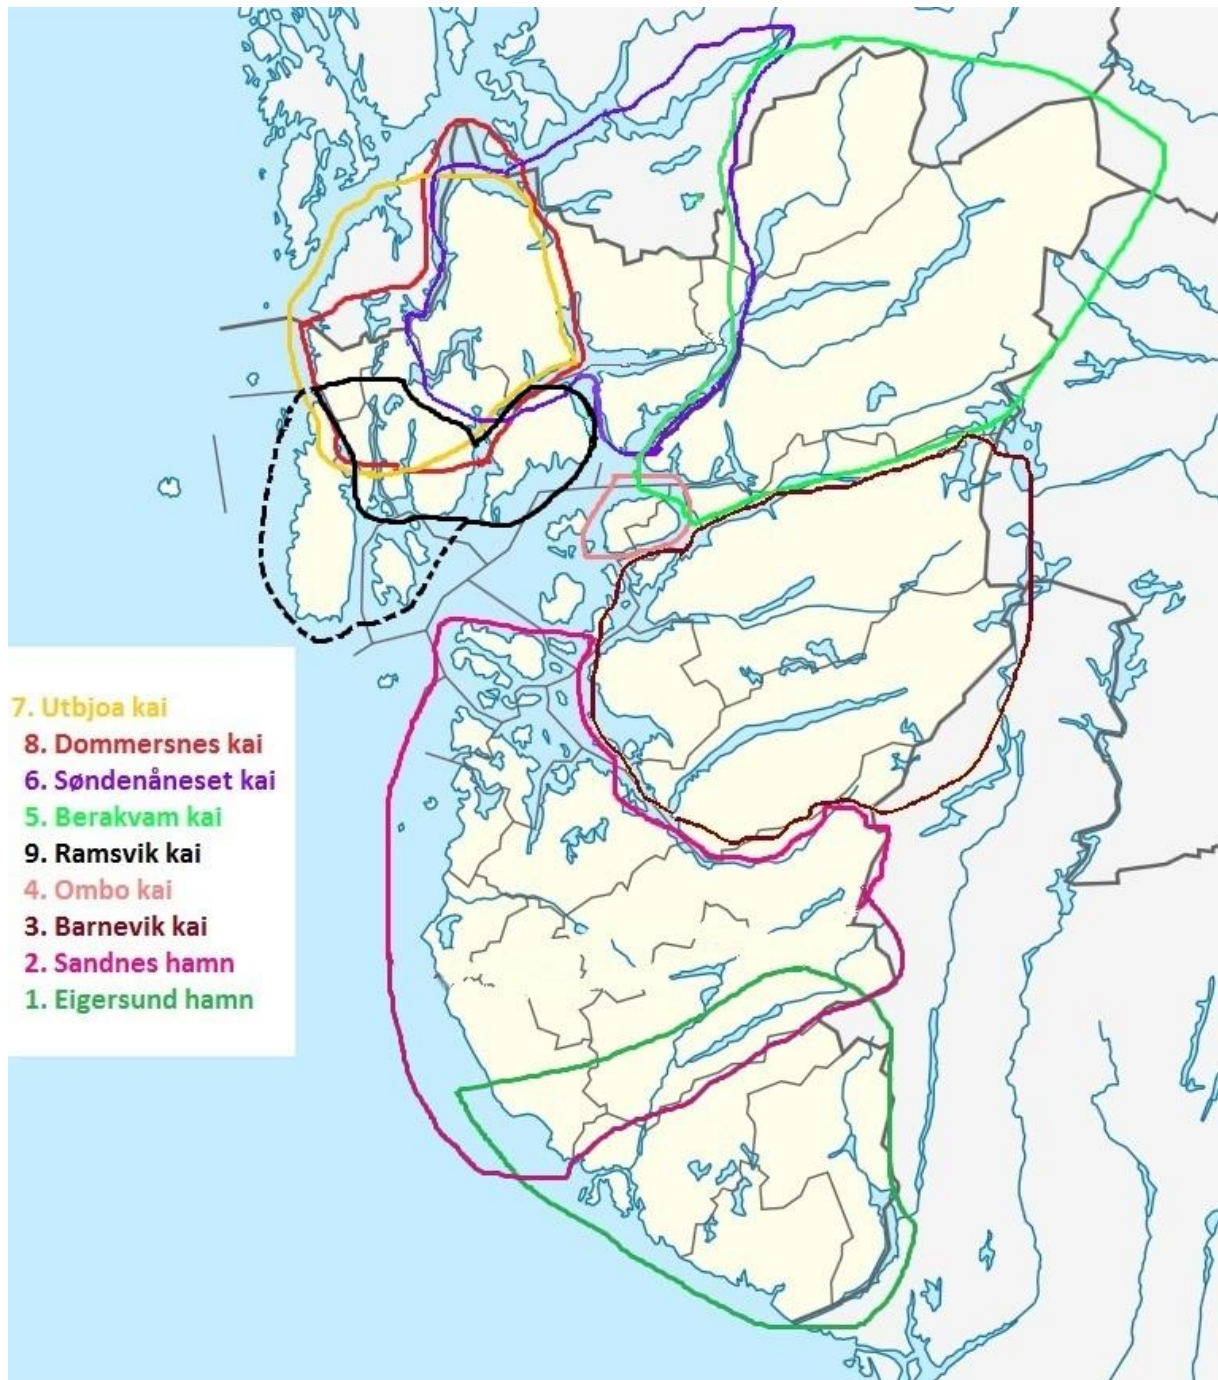 7. Utbjoa kai
8. Dommersnes kai
6. Søndenåneset kai
5. Berakvam kai
9. Ramsvik kai
4. Ombo kai
3. Barnevik kai
2. Sandnes hamn
1. Eigersund hamn